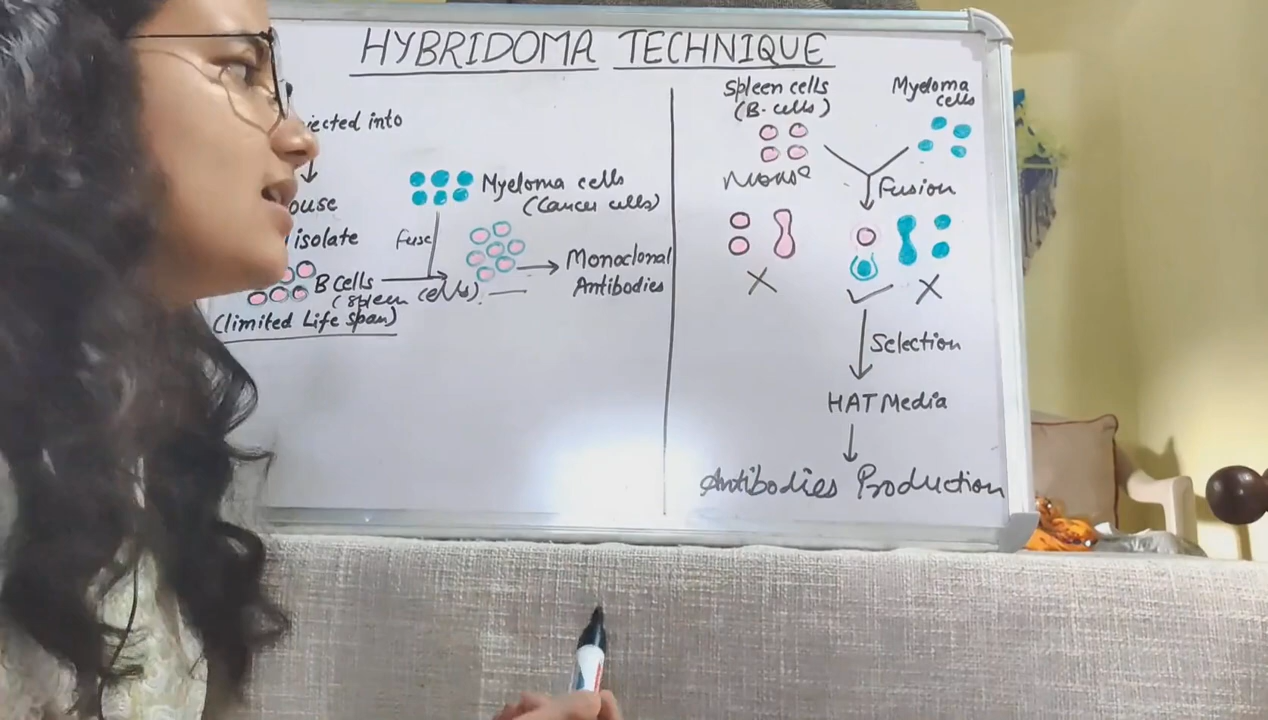 HYBRIDOMA TECHNIQUE
jected into
ouse
isolate
B cells
(spleen cells)
(limited Life span)
Myeloma cells
(Cancer cells)
fuse
Monoclonal
Antibodies
Spleen cells
(B-cells)
Myeloma
cells
Mouse
Fusion
X
X
Selection
HAT Media
Antibodies Production